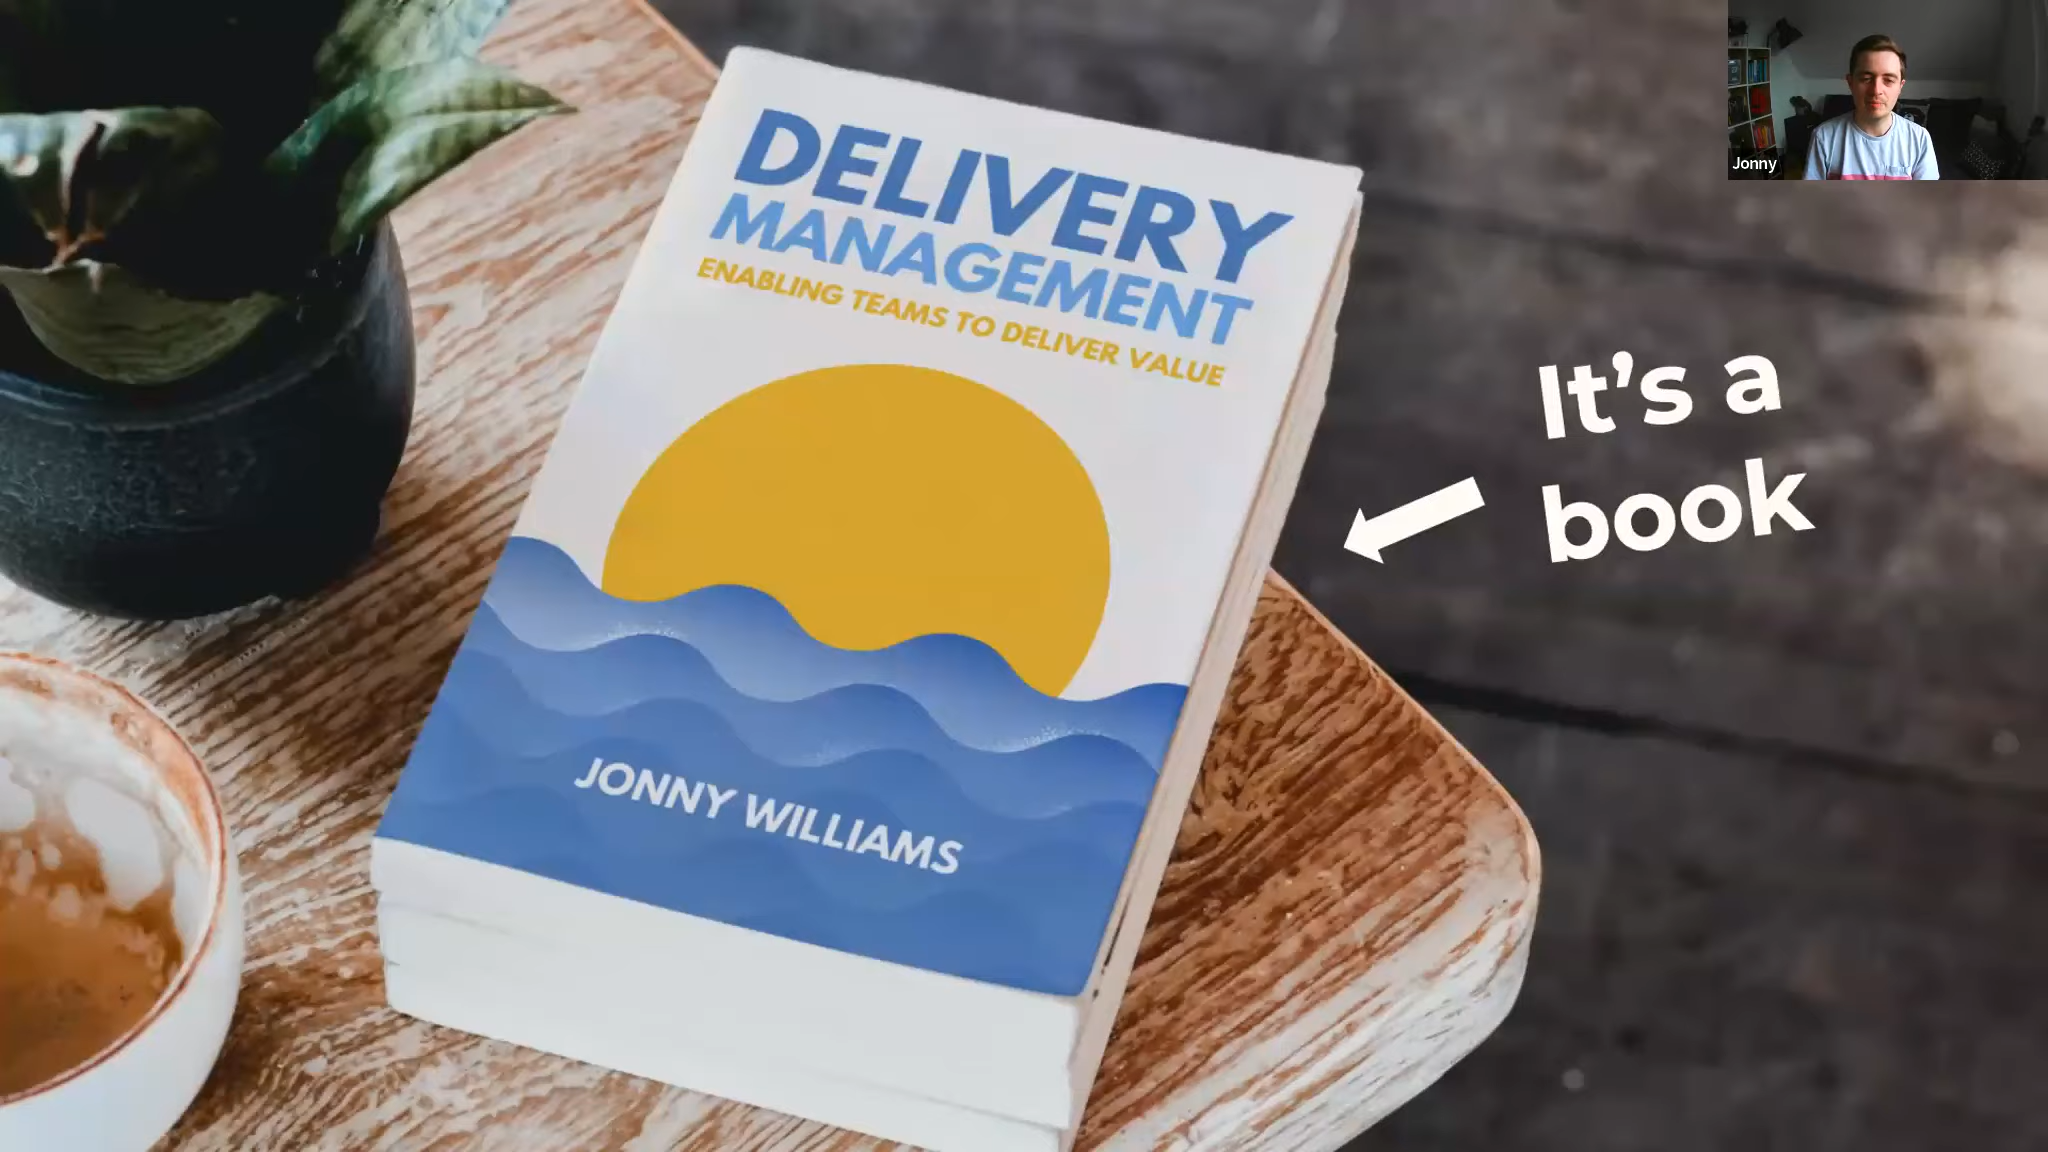 DELIVERY
MANAGEMENT
ENABLING TEAMS TO DELIVER VALUE
JONNY WILLIAMS
It's a
book
Jonny